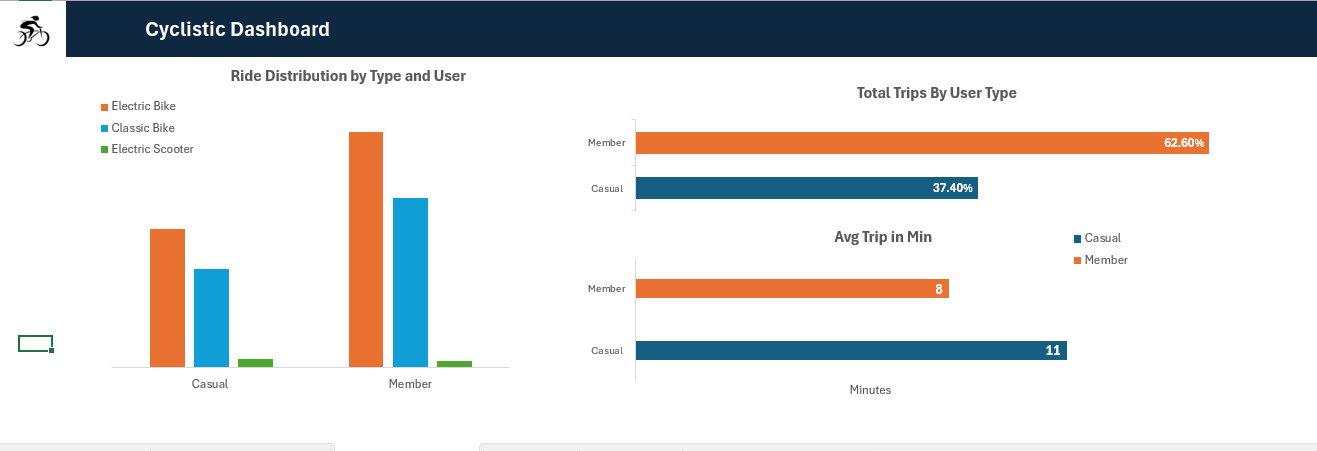 Cyclistic Dashboard
Ride Distribution by Type and User
Electric Bike
Classic Bike
Electric Scooter
Casual
Member
Total Trips By User Type
Member
62.60%
Casual
37.40%
Avg Trip in Min
Casual
Member
Member
8
Casual
11
Minutes